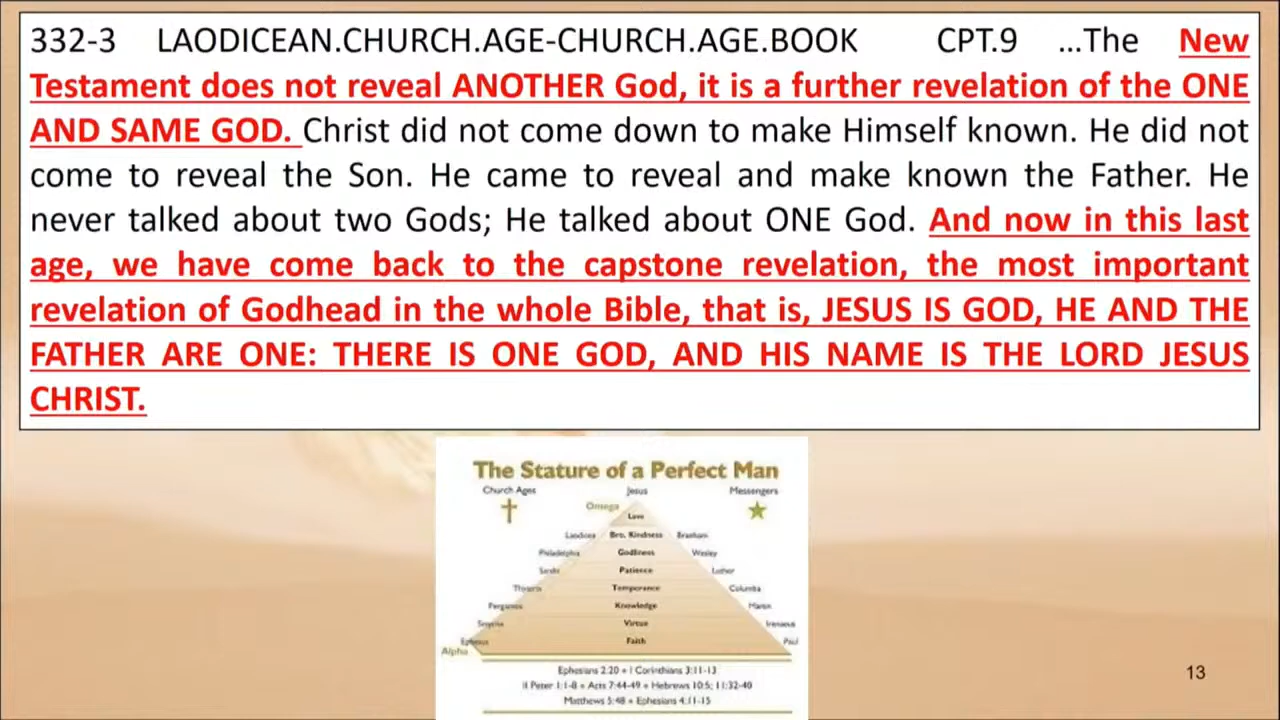 332-3 LAODICEAN.CHURCH.AGE-CHURCH.AGE.BOOK CPT.9 ...The New
Testament does not reveal ANOTHER God, it is a further revelation of the ONE
AND SAME GOD. Christ did not come down to make Himself known. He did not
come to reveal the Son. He came to reveal and make known the Father. He
never talked about two Gods; He talked about ONE God. And now in this last
age, we have come back to the capstone revelation, the most important
revelation of Godhead in the whole Bible, that is, JESUS IS GOD, HE AND THE
FATHER ARE ONE: THERE IS ONE GOD, AND HIS NAME IS THE LORD JESUS
CHRIST.
The Stature of a Perfect Man
Church Ages Jesus Messengers
Omega
Love
Laodicea Bro. Kindness Branham
Philadelphia Godliness Wesley
Sardis Patience Luther
Thyatira Temperance Columba
Pergamos Knowledge Martin
Smyrna Virtue Irenaeus
Ephesus Faith Paul
Alpha
Ephesians 2:20 • I Corinthians 3:11-13
II Peter 1:1-8 • Acts 7:44-49 • Hebrews 10:5; 11:32-40
Matthews 5:48 • Ephesians 4:11-15
13